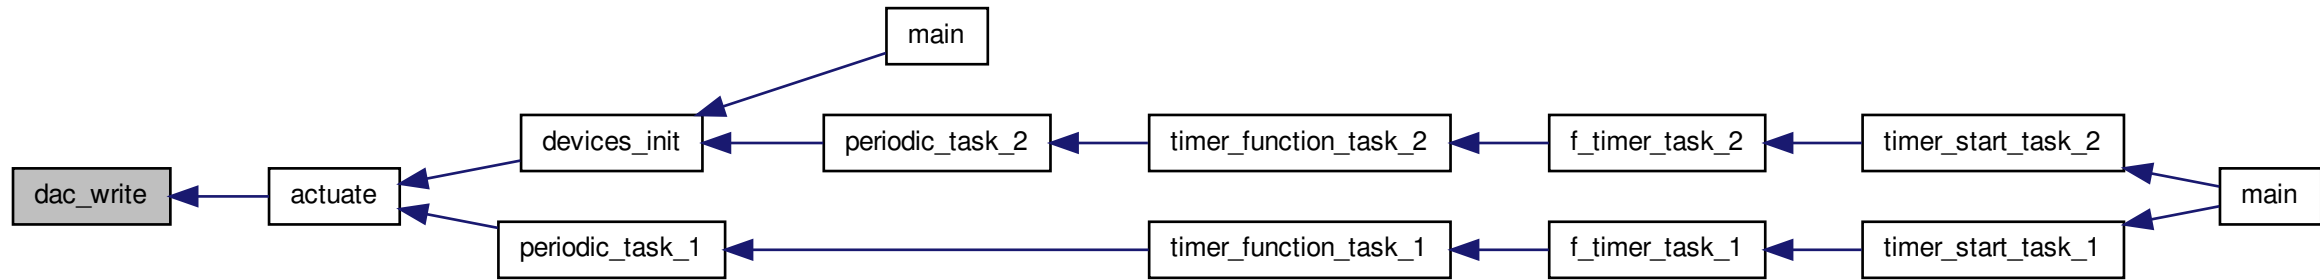 main
devices_init
periodic_task_2
timer_function_task_2
f_timer_task_2
timer_start_task_2
dac_write
actuate
main
periodic_task_1
timer_function_task_1
f_timer_task_1
timer_start_task_1